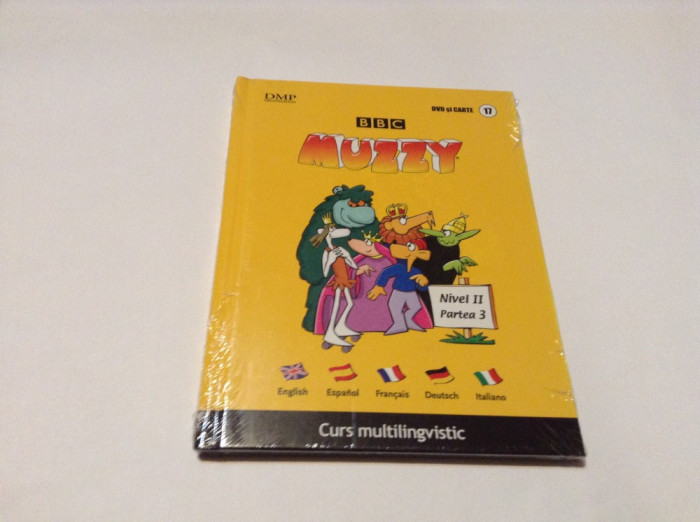 DMP
DVD și CARTE 17
BBC
MUZZY
Nivel II
Partea 3
English Español Français Deutsch Italiano
Curs multilingvistic